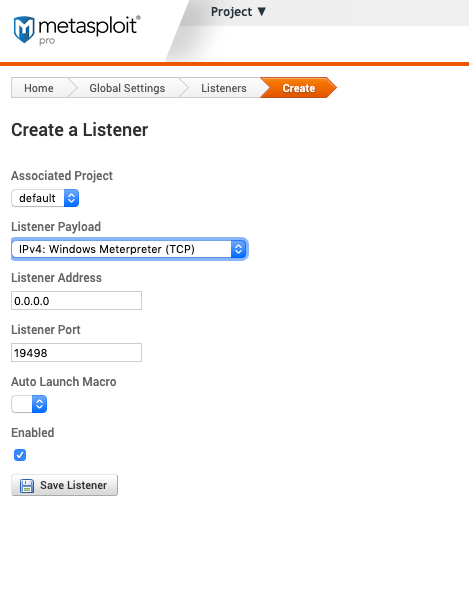 Project ▼
metasploit®
pro
Home Global Settings Listeners Create
Create a Listener
Associated Project
default
Listener Payload
IPv4: Windows Meterpreter (TCP)
Listener Address
0.0.0.0
Listener Port
19498
Auto Launch Macro
Enabled
Save Listener